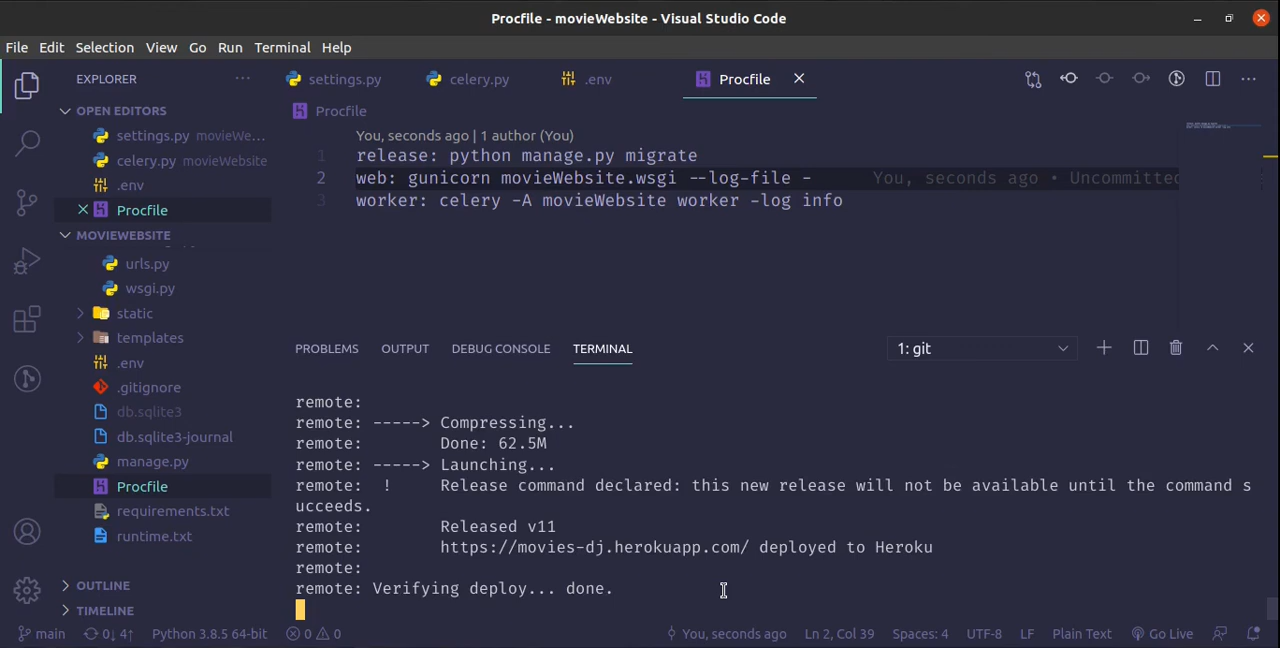 Procfile - movieWebsite - Visual Studio Code
File Edit Selection View Go Run Terminal Help
EXPLORER ...
settings.py celery.py .env Procfile
OPEN EDITORS
Procfile
settings.py movieWe...
You, seconds ago | 1 author (You)
celery.py movieWebsite
1 release: python manage.py migrate
.env
2 web: gunicorn movieWebsite.wsgi --log-file - You, seconds ago • Uncommitted
Procfile
3 worker: celery -A movieWebsite worker -log info
MOVIEWEBSITE
urls.py
wsgi.py
static
templates
.env
.gitignore
db.sqlite3
db.sqlite3-journal
manage.py
Procfile
requirements.txt
runtime.txt
OUTLINE
TIMELINE
PROBLEMS OUTPUT DEBUG CONSOLE TERMINAL 1: git
remote:
remote: -----> Compressing...
remote: Done: 62.5M
remote: -----> Launching...
remote: ! Release command declared: this new release will not be available until the command s
ucceeds.
remote: Released v11
remote: https://movies-dj.herokuapp.com/ deployed to Heroku
remote:
remote: Verifying deploy... done.
main 0↓ 4↑ Python 3.8.5 64-bit 0 0 You, seconds ago Ln 2, Col 39 Spaces: 4 UTF-8 LF Plain Text Go Live